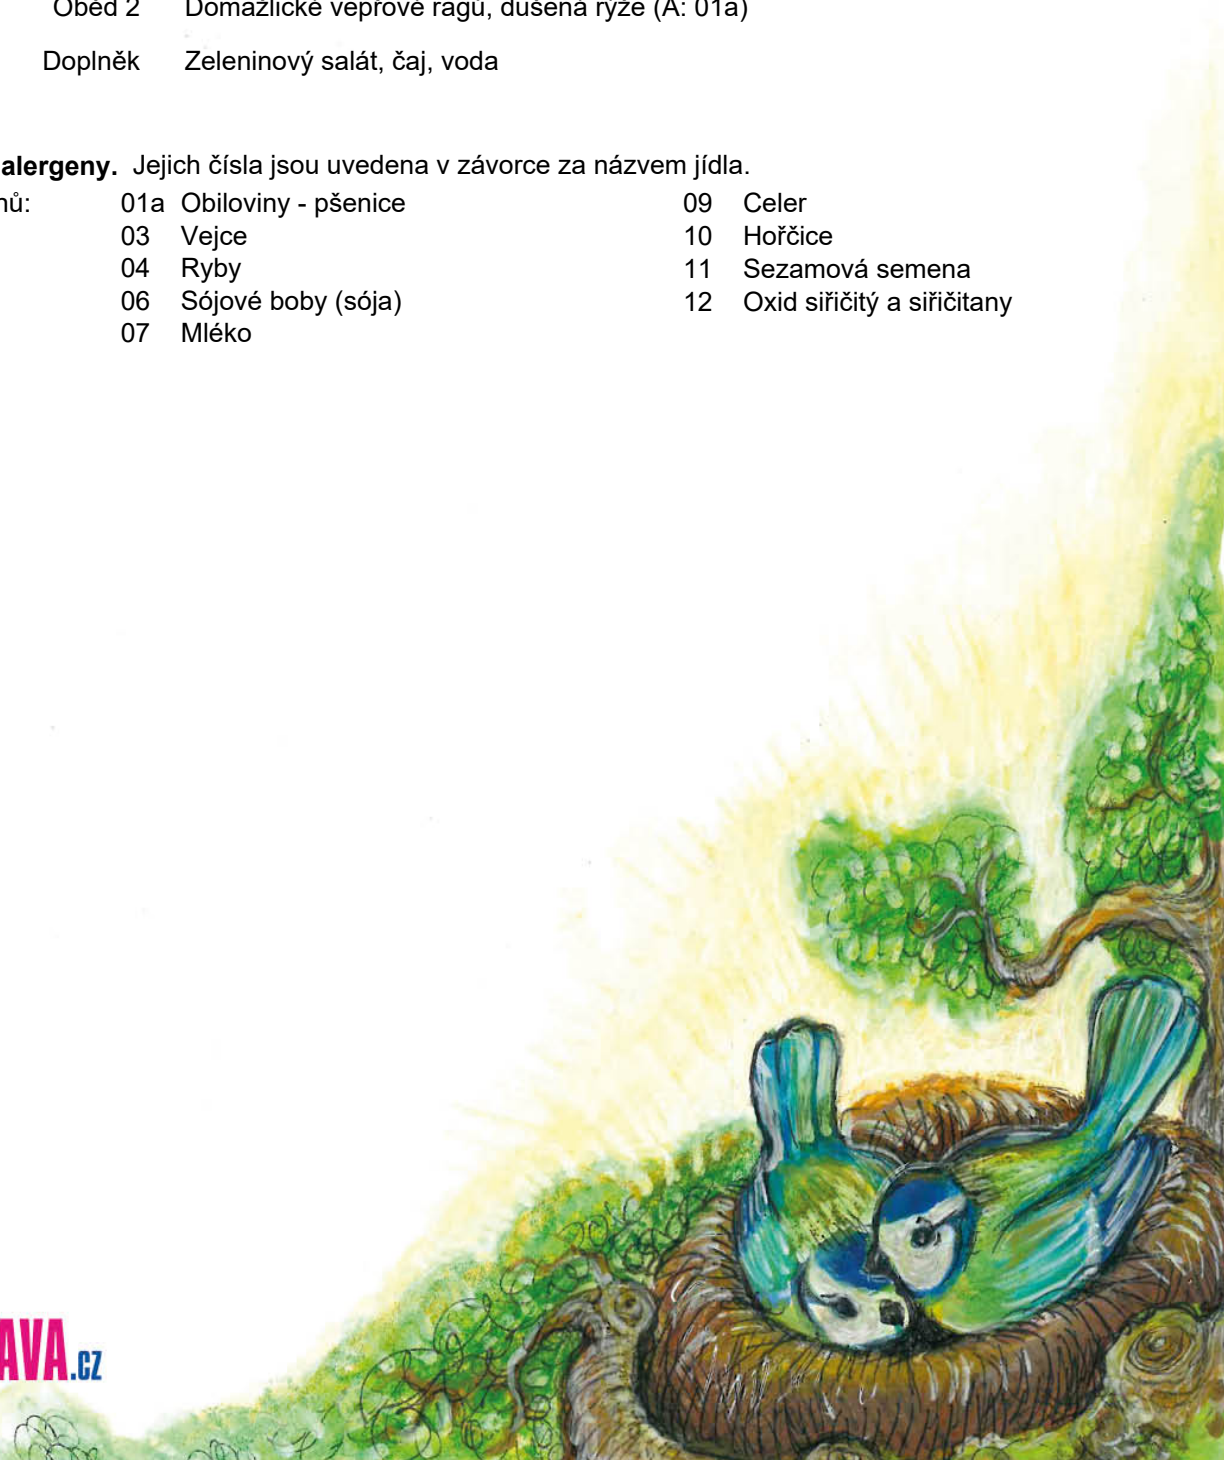 Oběd 2 Domažlické vepřové ragú, dušená rýže (A: 01a)
Doplněk Zeleninový salát, čaj, voda
alergeny. Jejich čísla jsou uvedena v závorce za názvem jídla.
nů: 01a Obiloviny - pšenice 09 Celer
03 Vejce 10 Hořčice
04 Ryby 11 Sezamová semena
06 Sójové boby (sója) 12 Oxid siřičitý a siřičitany
07 Mléko
AVA.cz